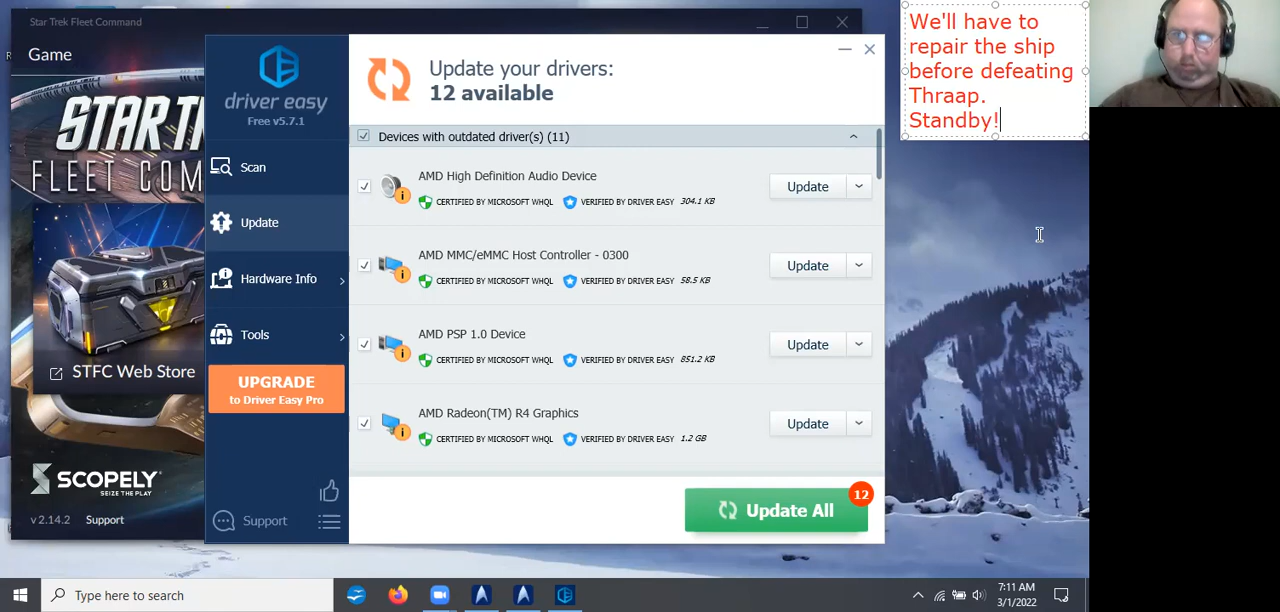 Star Trek Fleet Command
Game
STAR T
FLEET COM
STFC Web Store
SCOPELY
SEIZE THE PLAY
v 2.14.2 Support
driver easy
Free v5.7.1
Scan
Update
Hardware Info
Tools
UPGRADE
to Driver Easy Pro
Support
Update your drivers:
12 available
Devices with outdated driver(s) (11)
AMD High Definition Audio Device
CERTIFIED BY MICROSOFT WHQL VERIFIED BY DRIVER EASY 304.1 KB
Update
AMD MMC/eMMC Host Controller - 0300
CERTIFIED BY MICROSOFT WHQL VERIFIED BY DRIVER EASY 58.5 KB
Update
AMD PSP 1.0 Device
CERTIFIED BY MICROSOFT WHQL VERIFIED BY DRIVER EASY 851.2 KB
Update
AMD Radeon(TM) R4 Graphics
CERTIFIED BY MICROSOFT WHQL VERIFIED BY DRIVER EASY 1.2 GB
Update
Update All
12
We'll have to
repair the ship
before defeating
Thraap.
Standby!
Type here to search
7:11 AM
3/1/2022